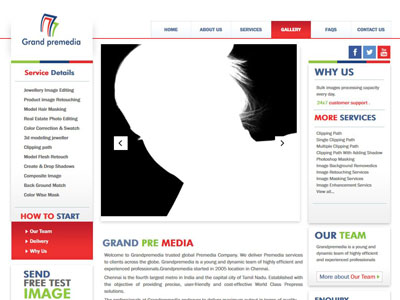 Grand premedia
HOME
ABOUT US
SERVICES
GALLERY
FAQS
CONTACT US
Service Details
Jewellery Image Editing
Product Image Retouching
Model Hair Masking
Real Estate Photo Editing
Color Correction & Swatch
3d modeling jeweller
Clipping path
Model Flesh Retouch
Create & Drop Shadows
Composite Image
Back Ground Match
Color Wise Mask
HOW TO START
Our Team
Delivery
Why Us
SEND
FREE TEST
IMAGE
GRAND PRE MEDIA
Welcome to Grandpremedia trusted global Premedia Company. We deliver Premedia services
to clients across the globe. Grandpremedia is a young and dynamic team of highly efficient and
experienced professionals.Grandpremedia started in 2005 location in Chennai.
Chennai is the fourth largest metro in India and the capital city of Tamil Nadu. Established with
the objective of providing precise, user-friendly and cost-effective World Class Prepress
solutions.
WHY US
Bulk images processing capacity
every day.
24x7 customer support.
MORE SERVICES
Clipping Path
Single Clipping Path
Multiple Clipping Path
Clipping Path With Adding Shadow
Photoshop Masking
Image Background Removedics
Image Retouching Services
Image Masking Services
Image Enhancement Service
View all...
OUR TEAM
Grandpremedia is a young and
dynamic team of highly efficient
and experienced professionals
More about Our Team >